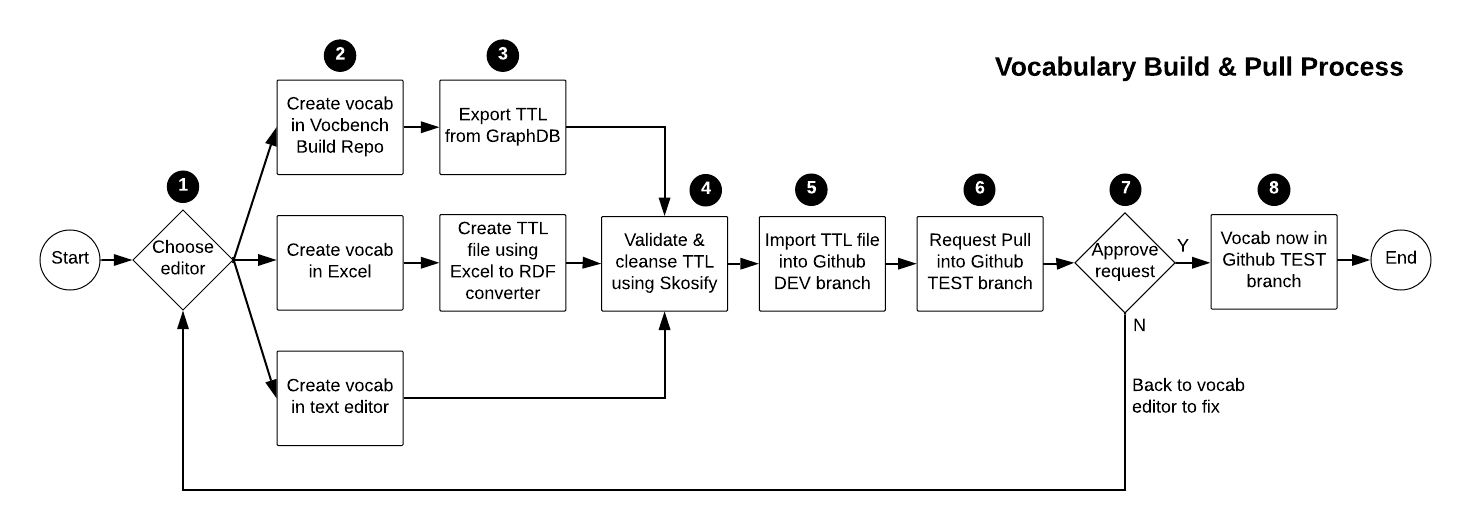 Vocabulary Build & Pull Process
2
3
Create vocab
in Vocbench
Build Repo
Export TTL
from GraphDB
1
4
5
6
7
8
Start
Choose
editor
Create vocab
in Excel
Create TTL
file using
Excel to RDF
converter
Validate &
cleanse TTL
using Skosify
Import TTL file
into Github
DEV branch
Request Pull
into Github
TEST branch
Approve
request
Y
Vocab now in
Github TEST
branch
End
N
Create vocab
in text editor
Back to vocab
editor to fix